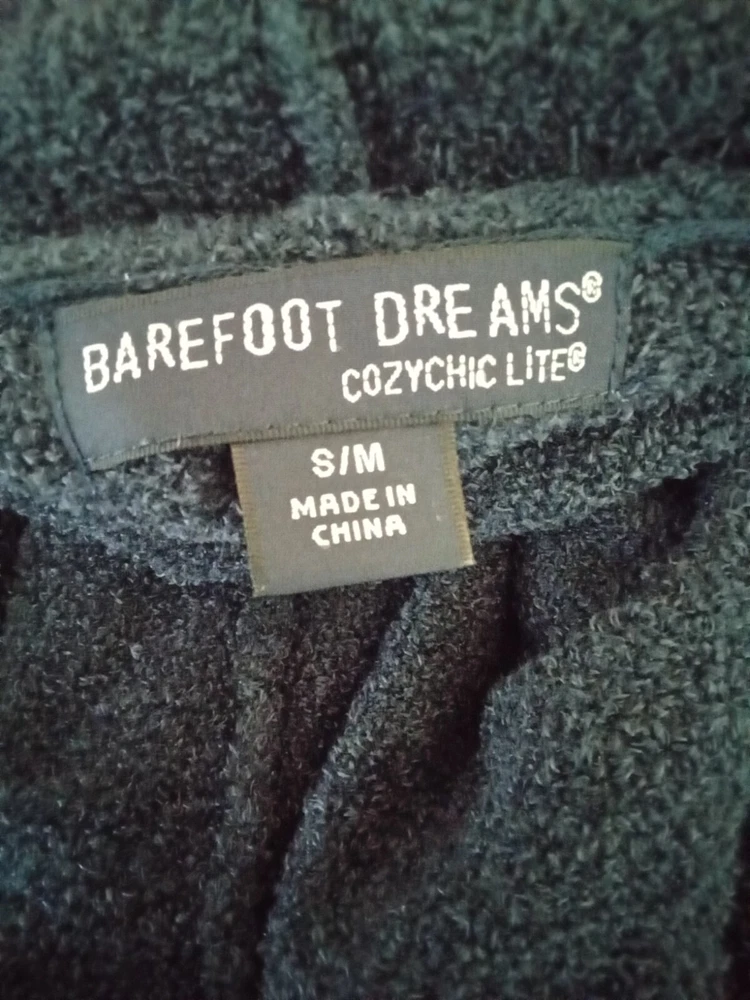 BAREFOOT DREAMS®
COZYCHIC LITE®
S/M
MADE IN
CHINA